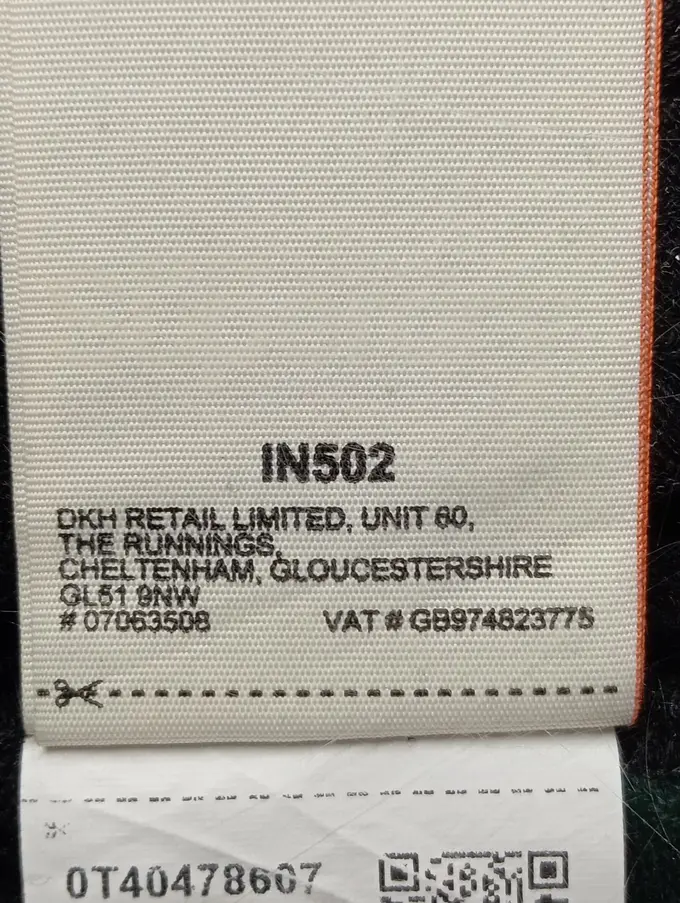 IN502
DKH RETAIL LIMITED, UNIT 60,
THE RUNNINGS,
CHELTENHAM, GLOUCESTERSHIRE
GL51 9NW
# 07063508 VAT # GB974823775
0T40478607